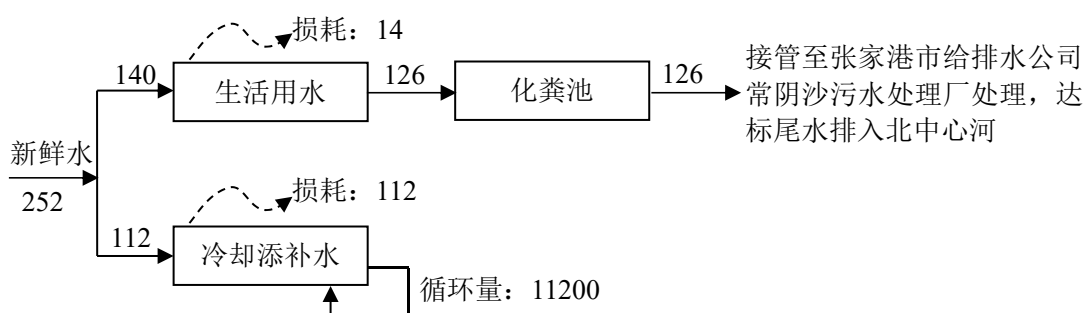 损耗：14
140
生活用水
126
化粪池
126
接管至张家港市给排水公司
常阴沙污水处理厂处理，达
标尾水排入北中心河
新鲜水
252
损耗：112
112
冷却添补水
循环量：11200